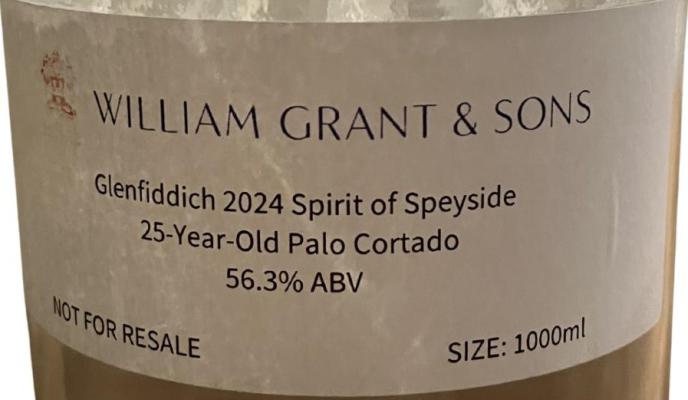 WILLIAM GRANT & SONS
Glenfiddich 2024 Spirit of Speyside
25-Year-Old Palo Cortado
56.3% ABV
NOT FOR RESALE
SIZE: 1000ml